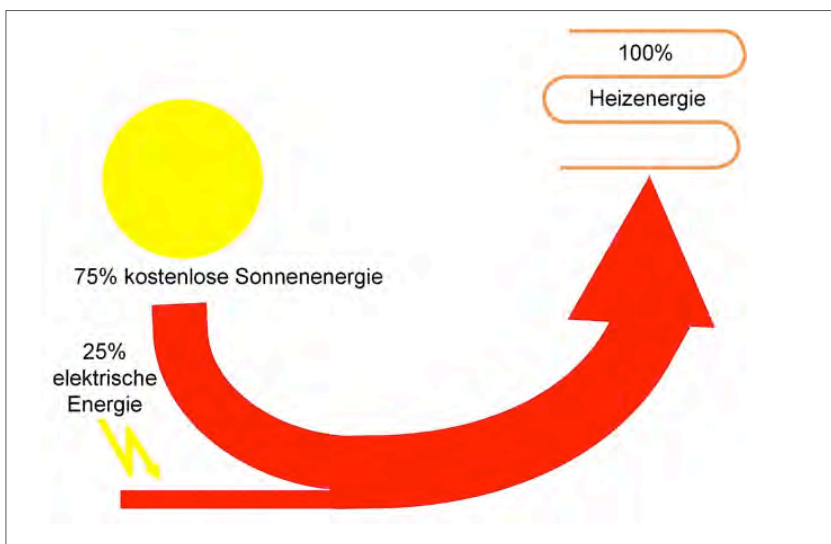 100%
Heizenergie
75% kostenlose Sonnenenergie
25%
elektrische
Energie